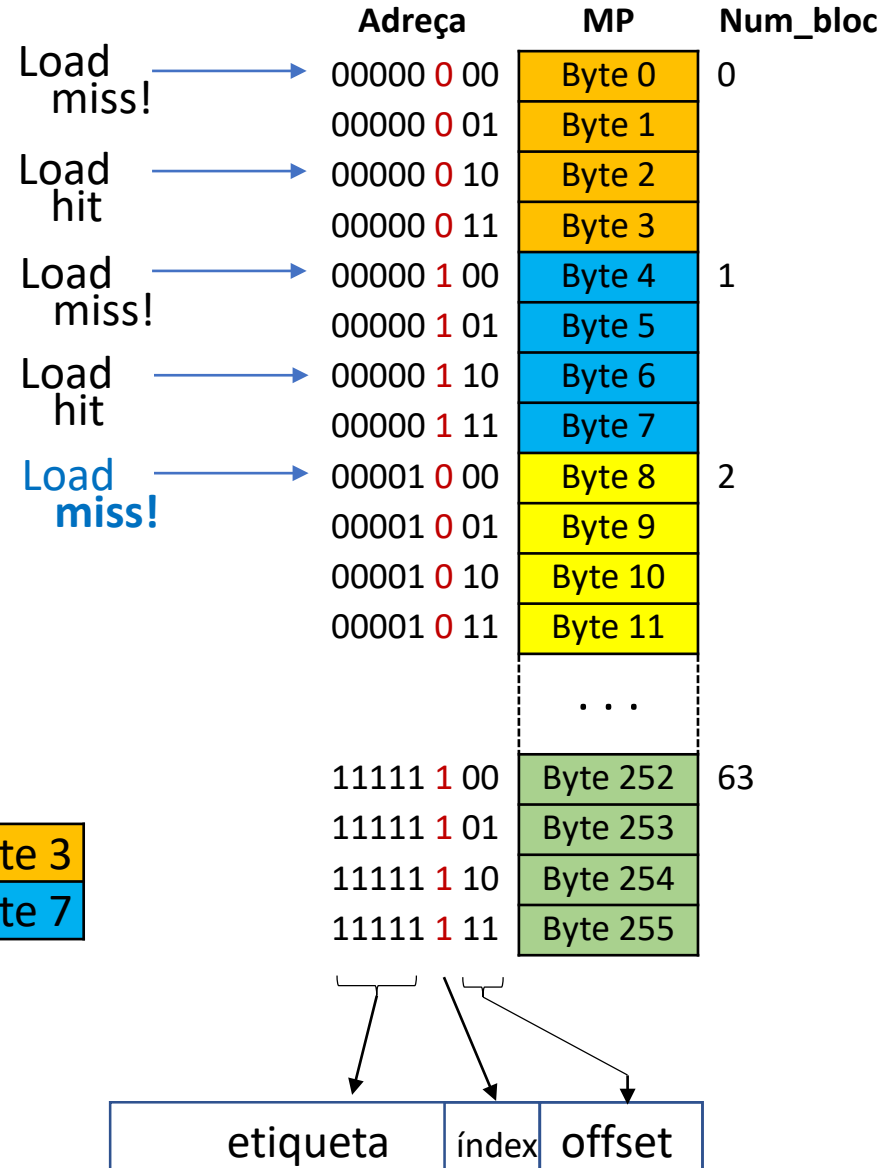 Adreça MP Num_bloc
Load miss! 00000 0 00 Byte 0 0
00000 0 01 Byte 1
Load hit 00000 0 10 Byte 2
00000 0 11 Byte 3
Load miss! 00000 1 00 Byte 4 1
00000 1 01 Byte 5
Load hit 00000 1 10 Byte 6
00000 1 11 Byte 7
Load miss! 00001 0 00 Byte 8 2
00001 0 01 Byte 9
00001 0 10 Byte 10
00001 0 11 Byte 11
. . .
11111 1 00 Byte 252 63
11111 1 01 Byte 253
te 3 11111 1 10 Byte 254
te 7 11111 1 11 Byte 255
etiqueta índex offset